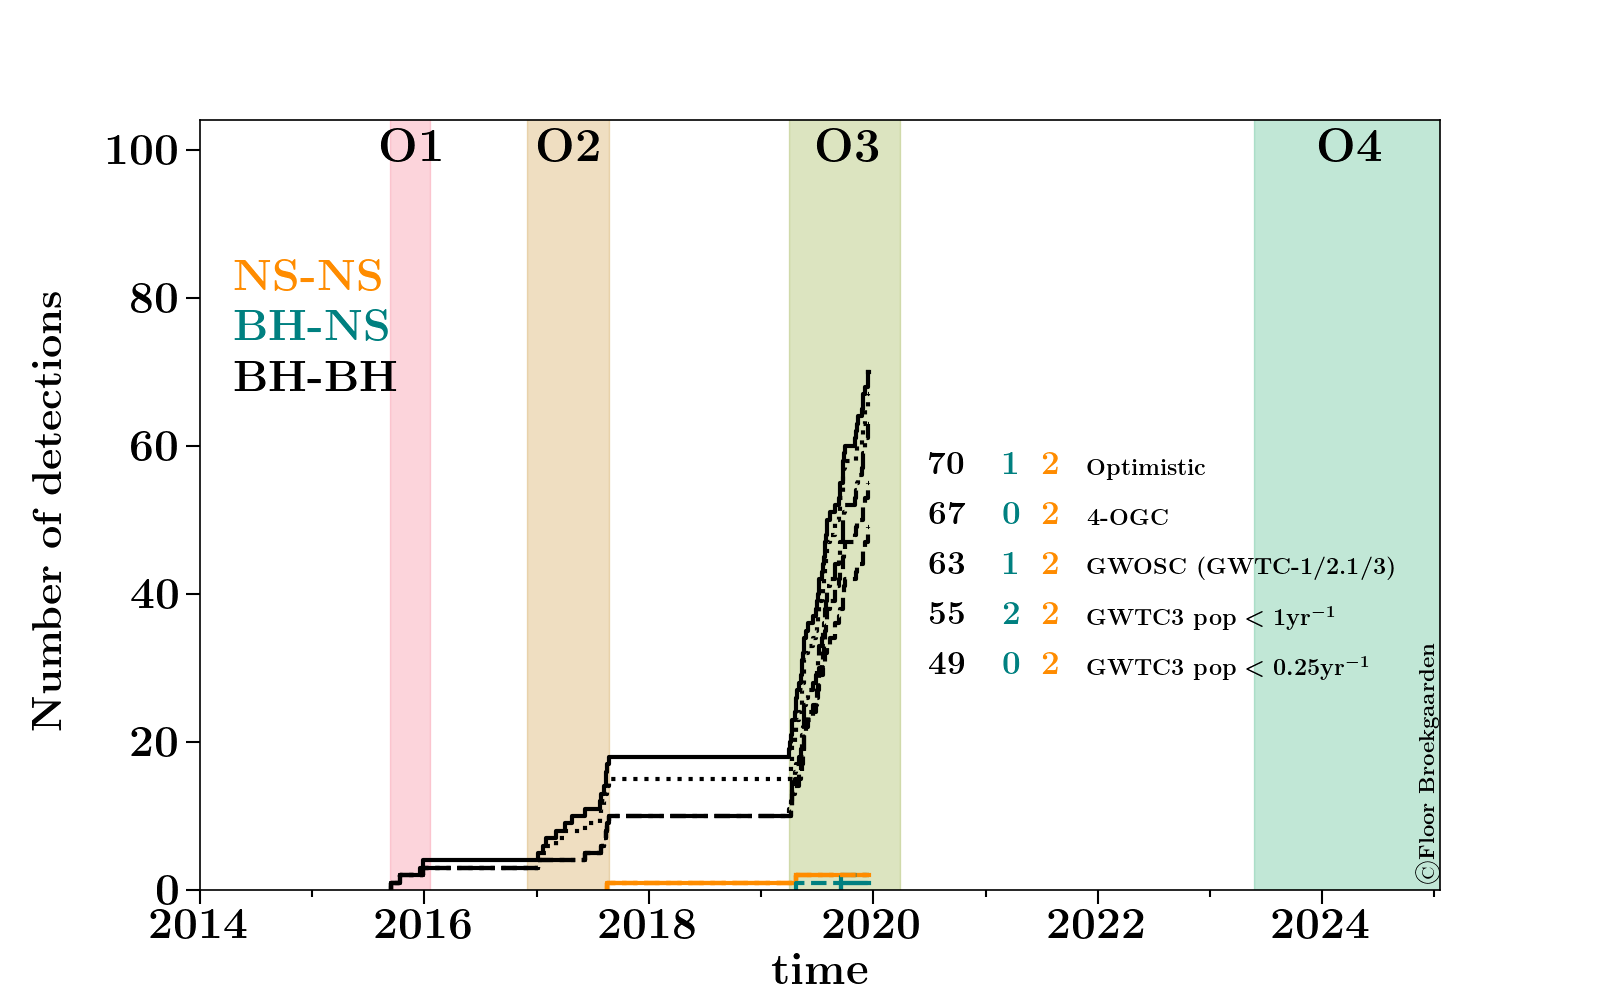 O1 O2 O3 O4
100
80
60
40
20
0
Number of detections
NS-NS
BH-NS
BH-BH
70 1 2 Optimistic
67 0 2 4-OGC
63 1 2 GWOSC (GWTC-1/2.1/3)
55 2 2 GWTC3 pop < 1yr⁻¹
49 0 2 GWTC3 pop < 0.25yr⁻¹
©Floor Broekgaarden
2014 2016 2018 2020 2022 2024
time